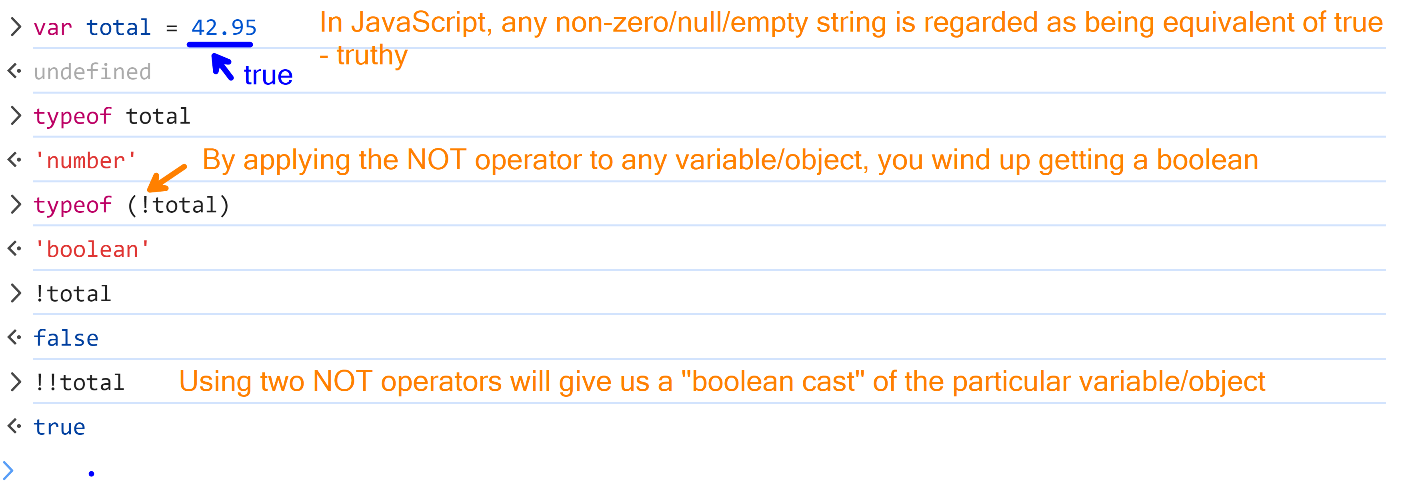 > var total = 42.95 In JavaScript, any non-zero/null/empty string is regarded as being equivalent of true
- truthy
undefined true
> typeof total
'number' By applying the NOT operator to any variable/object, you wind up getting a boolean
> typeof (!total)
'boolean'
> !total
false
> !!total Using two NOT operators will give us a "boolean cast" of the particular variable/object
true
>